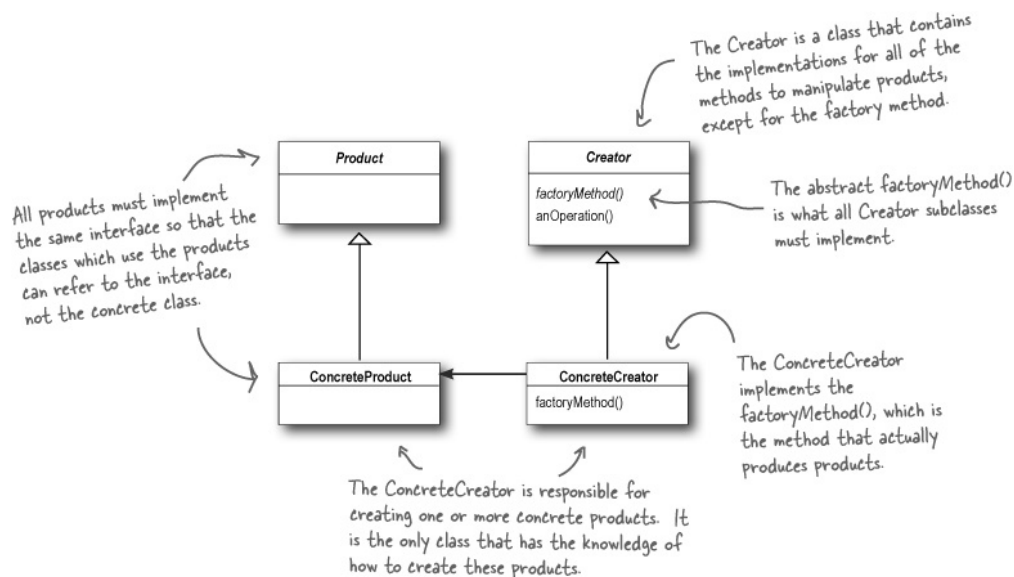 The Creator is a class that contains
the implementations for all of the
methods to manipulate products,
except for the factory method.
Product
Creator
factoryMethod()
anOperation()
All products must implement
the same interface so that the
classes which use the products
can refer to the interface,
not the concrete class.
The abstract factoryMethod()
is what all Creator subclasses
must implement.
ConcreteProduct
ConcreteCreator
factoryMethod()
The ConcreteCreator
implements the
factoryMethod(), which is
the method that actually
produces products.
The ConcreteCreator is responsible for
creating one or more concrete products. It
is the only class that has the knowledge of
how to create these products.